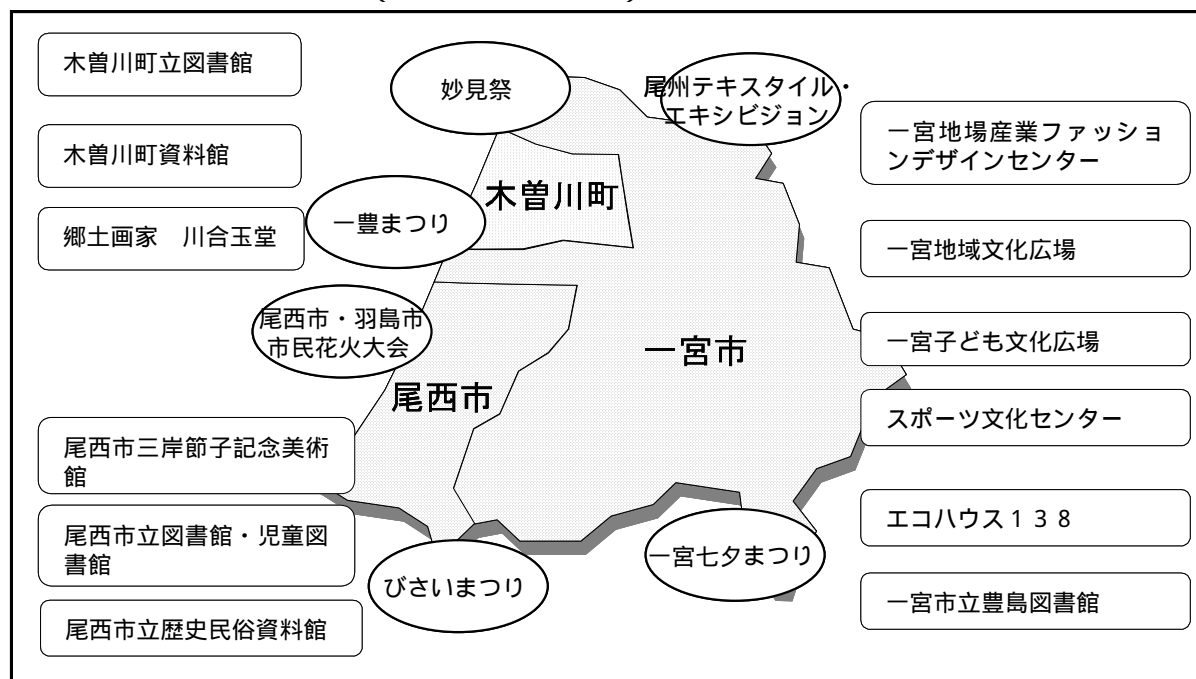 木曽川町立図書館
木曽川町資料館
郷土画家　川合玉堂
妙見祭
尾州テキスタイル・
エキシビジョン
一豊まつり
尾西市・羽島市
市民花火大会
木曽川町
一宮市
尾西市
一宮地場産業ファッショ
ンデザインセンター
一宮地域文化広場
一宮子ども文化広場
スポーツ文化センター
エコハウス１３８
一宮市立豊島図書館
尾西市三岸節子記念美術
館
尾西市立図書館・児童図
書館
尾西市立歴史民俗資料館
びさいまつり
一宮七夕まつり